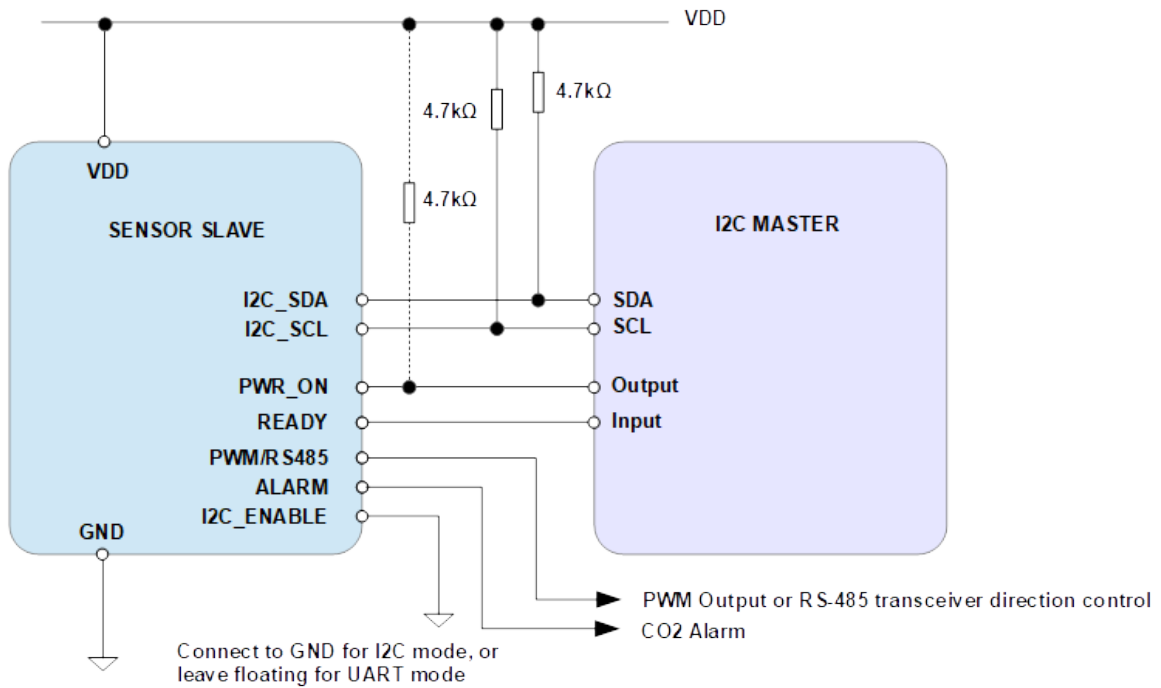 VDD
4.7kΩ
4.7kΩ
4.7kΩ
VDD
SENSOR SLAVE
I2C_SDA
I2C_SCL
PWR_ON
READY
PWM/RS485
ALARM
I2C_ENABLE
GND
I2C MASTER
SDA
SCL
Output
Input
PWM Output or RS-485 transceiver direction control
CO2 Alarm
Connect to GND for I2C mode, or
leave floating for UART mode